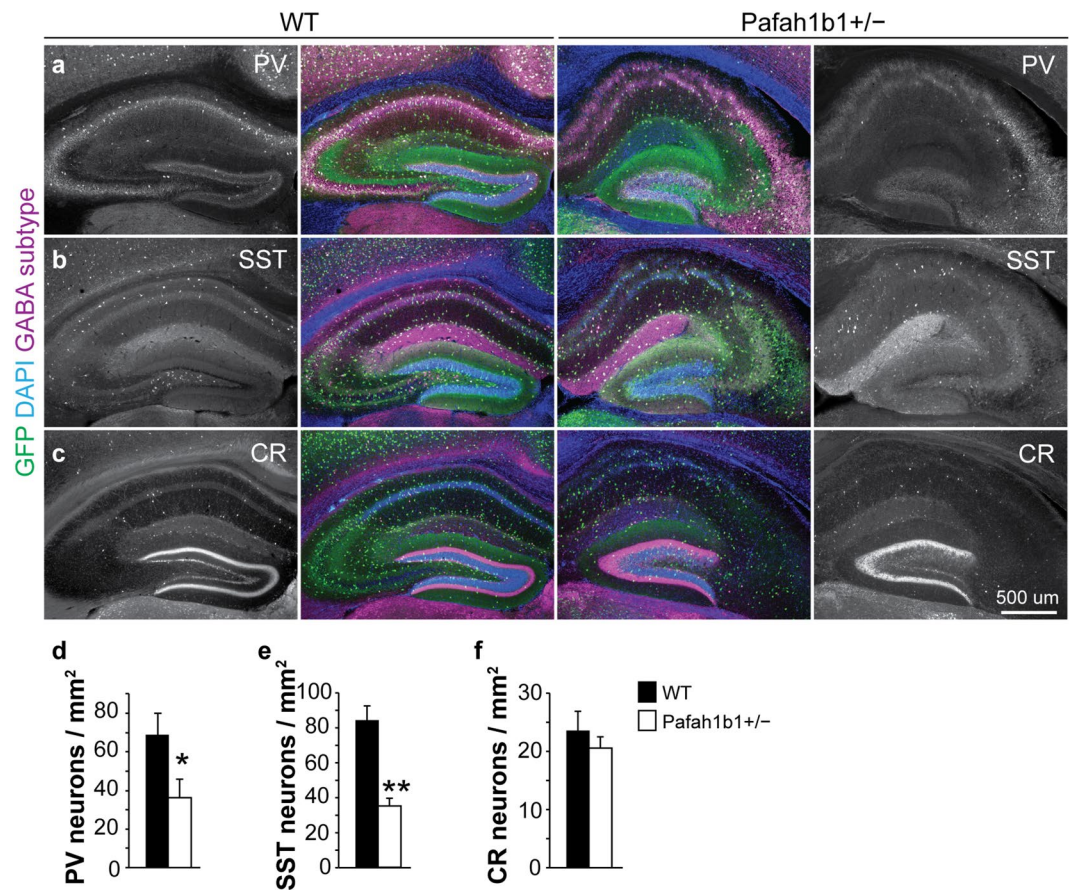 WT
Pafah1b1+/−
a
PV
PV
b
SST
SST
c
CR
CR
GFP DAPI GABA subtype
500 um
d
PV neurons / mm²
80
60
40
20
0
*
e
SST neurons / mm²
100
80
60
40
20
0
**
f
CR neurons / mm²
30
20
10
0
WT
Pafah1b1+/−